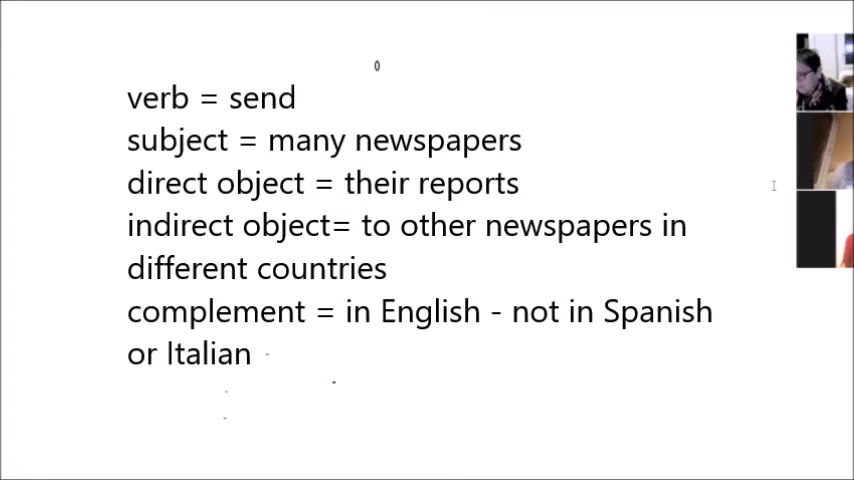 verb = send
subject = many newspapers
direct object = their reports
indirect object= to other newspapers in
different countries
complement = in English - not in Spanish
or Italian